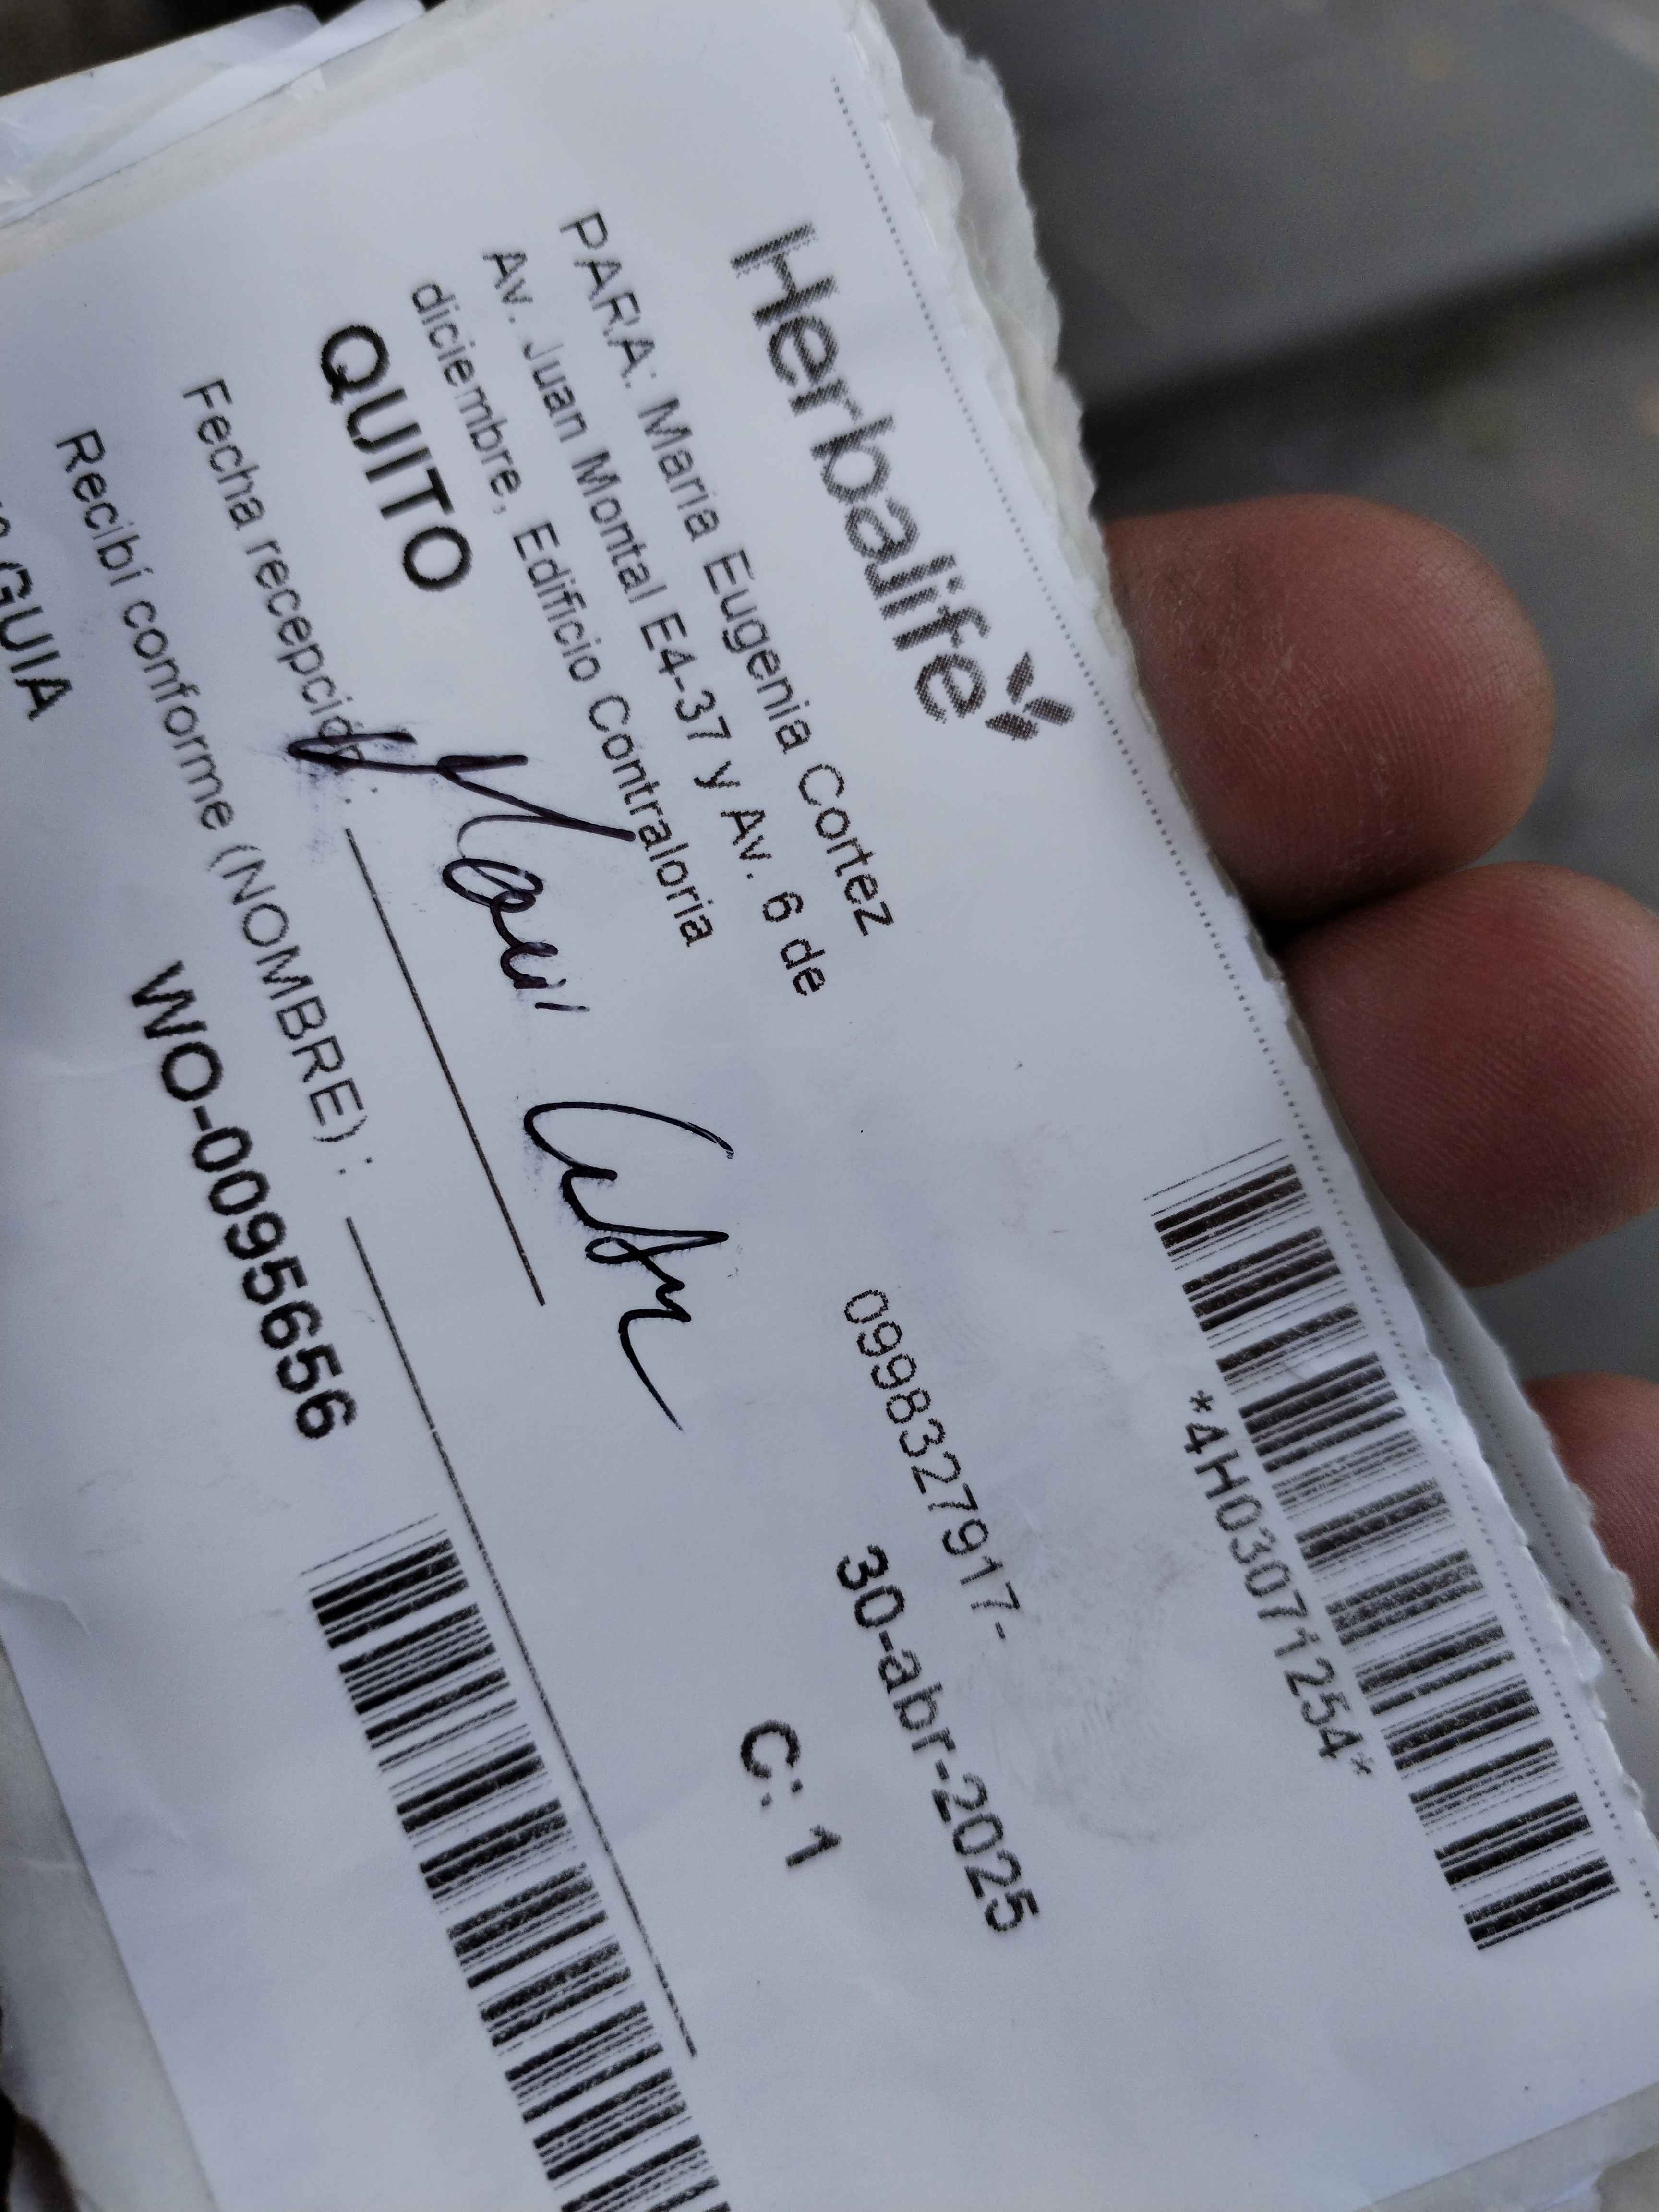 Herbalife
*4H03071254*
PARA: Maria Eugenia Cortez
Av. Juan Montal E4-37 y Av. 6 de
diciembre, Edificio Contraloria
0998327917-
QUITO
30-abr-2025
C: 1
Fecha recepción:
Recibí conforme (NOMBRE) :
WO-0095656
GUIA